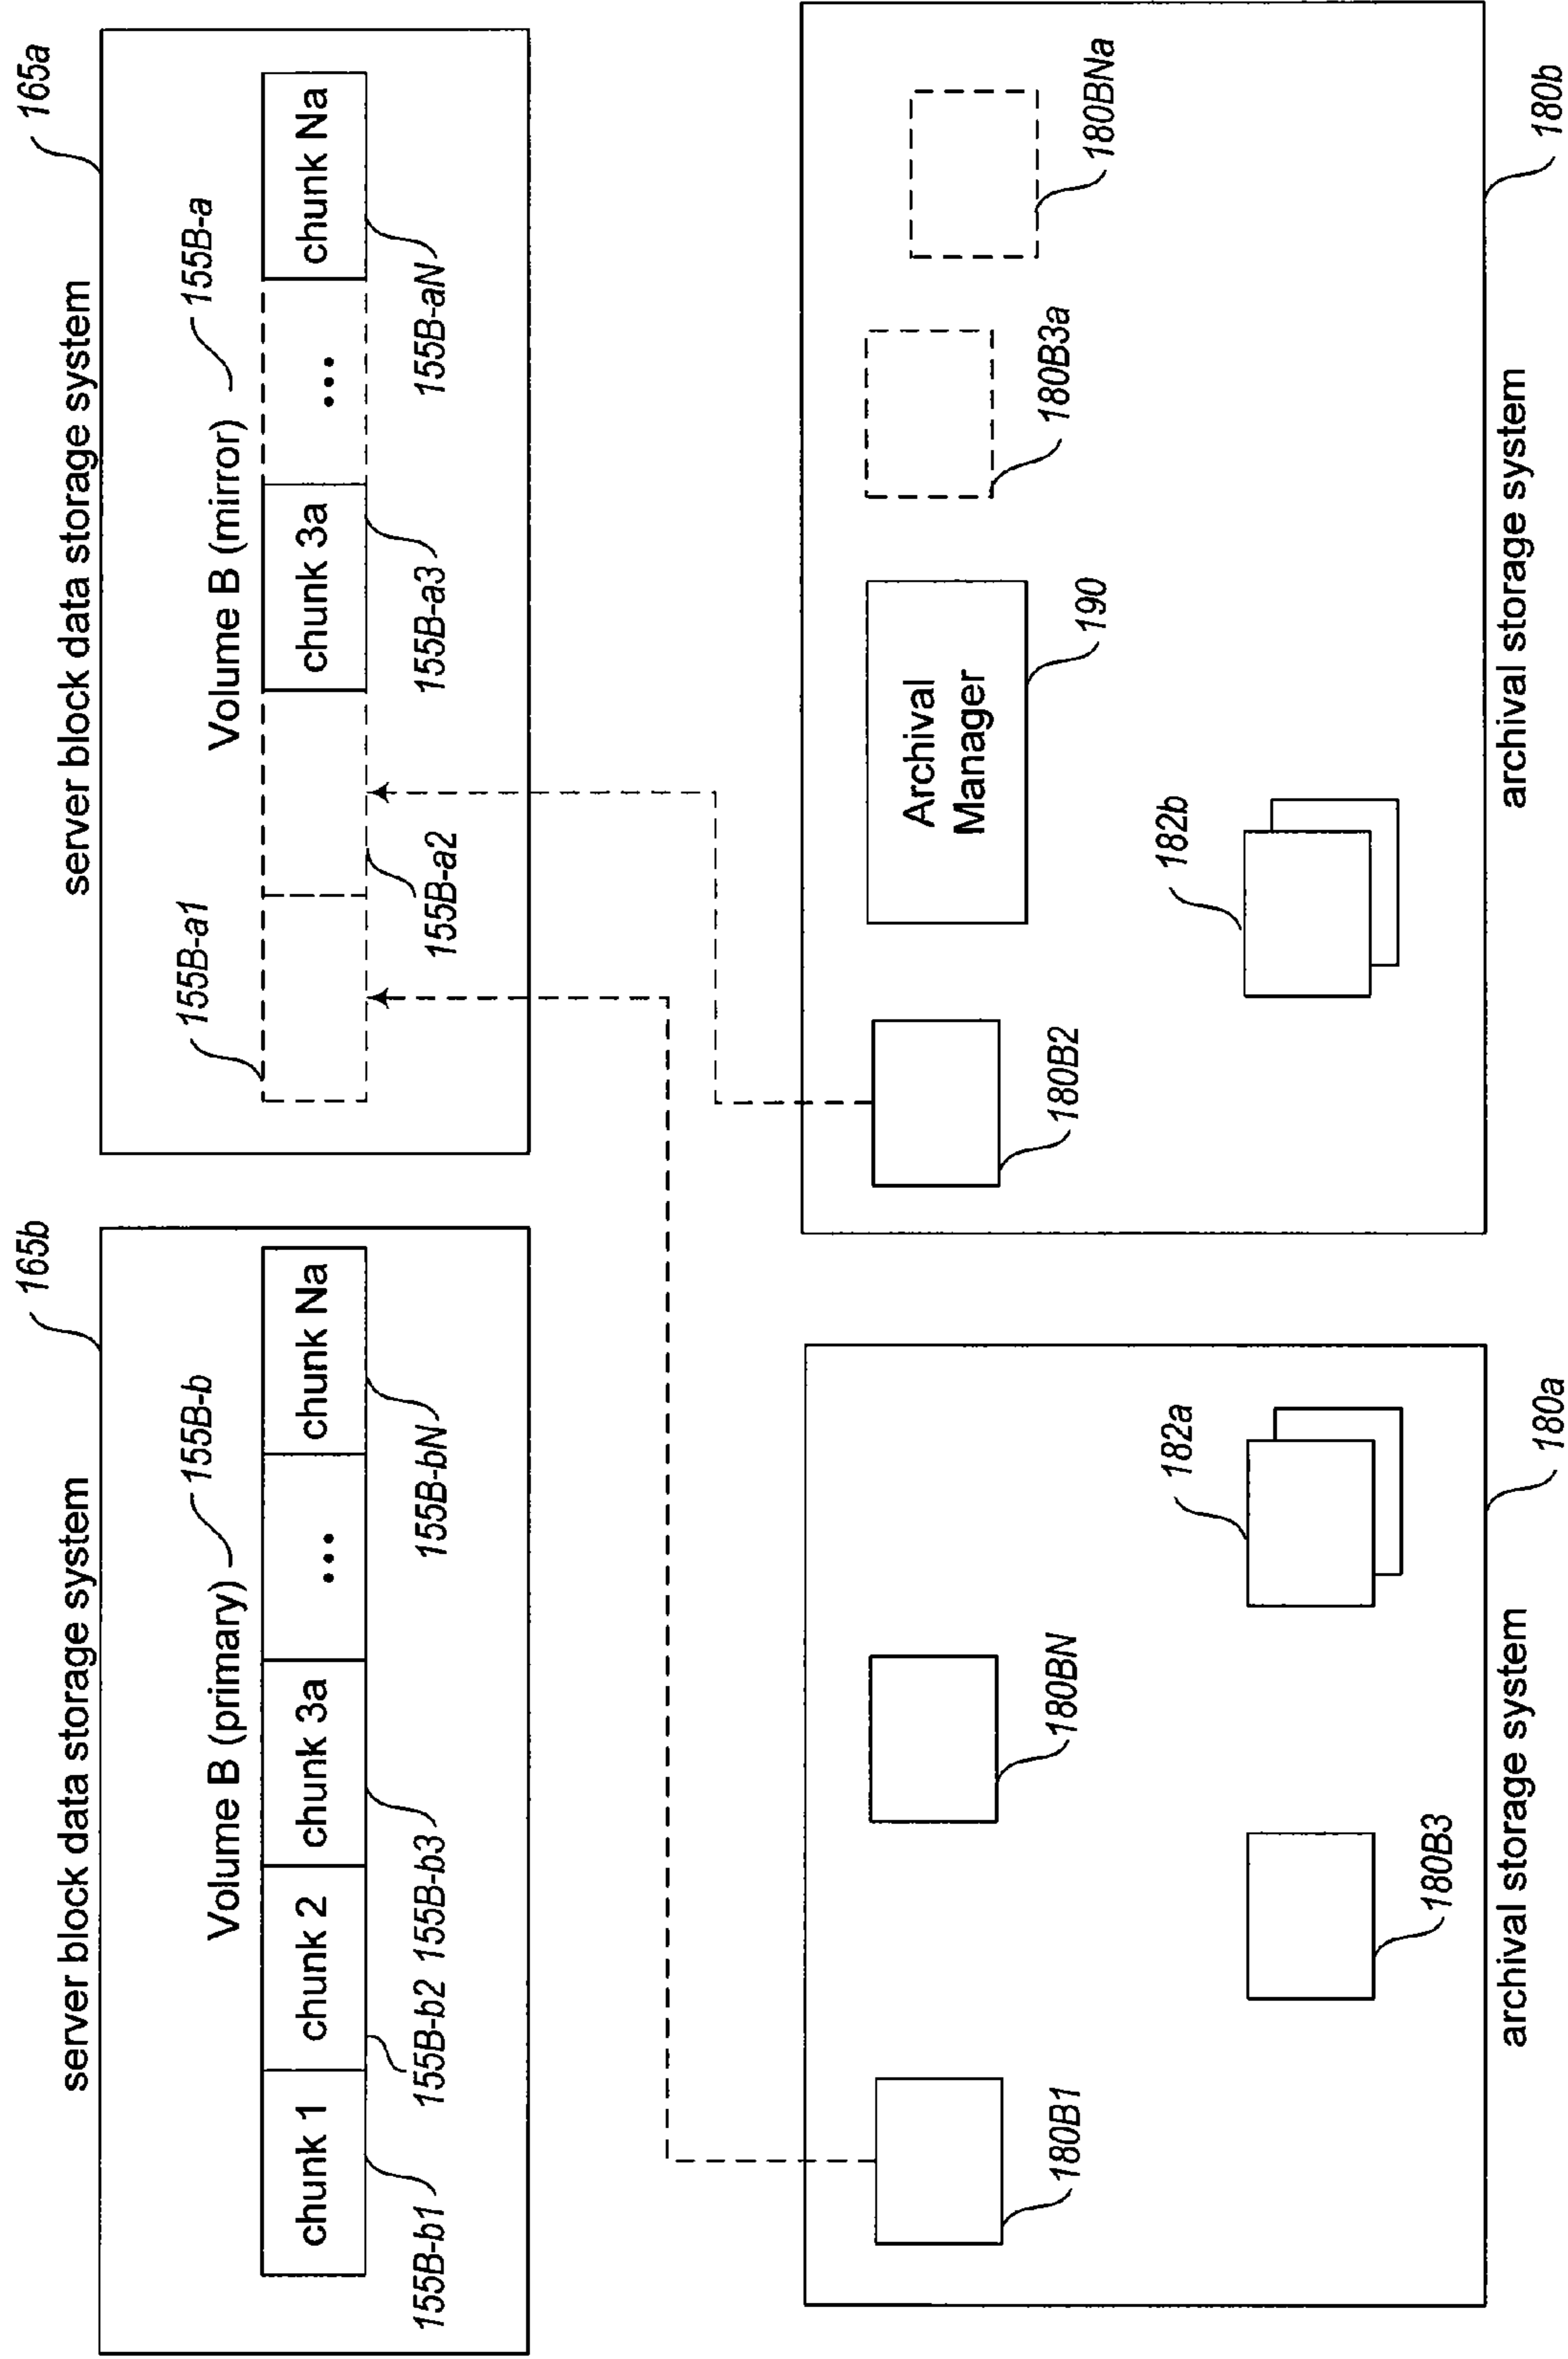 server block data storage system
165b
Volume B (primary)
155B-b
chunk 1
chunk 2
chunk 3a
...
chunk Na
155B-b1
155B-b2
155B-b3
155B-bN
server block data storage system
165a
155B-a1
Volume B (mirror)
155B-a
chunk 3a
...
chunk Na
155B-a2
155B-a3
155B-aN
180B1
180BN
180B3
182a
archival storage system
180a
180B2
Archival
Manager
190
180B3a
180BNa
182b
archival storage system
180b